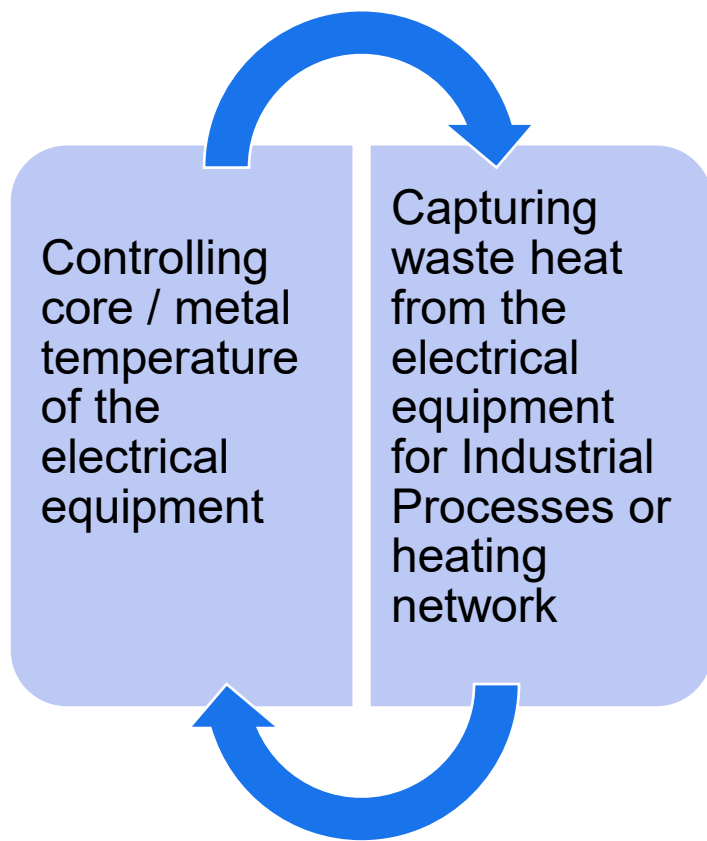 Controlling
core / metal
temperature
of the
electrical
equipment
Capturing
waste heat
from the
electrical
equipment
for Industrial
Processes or
heating
network